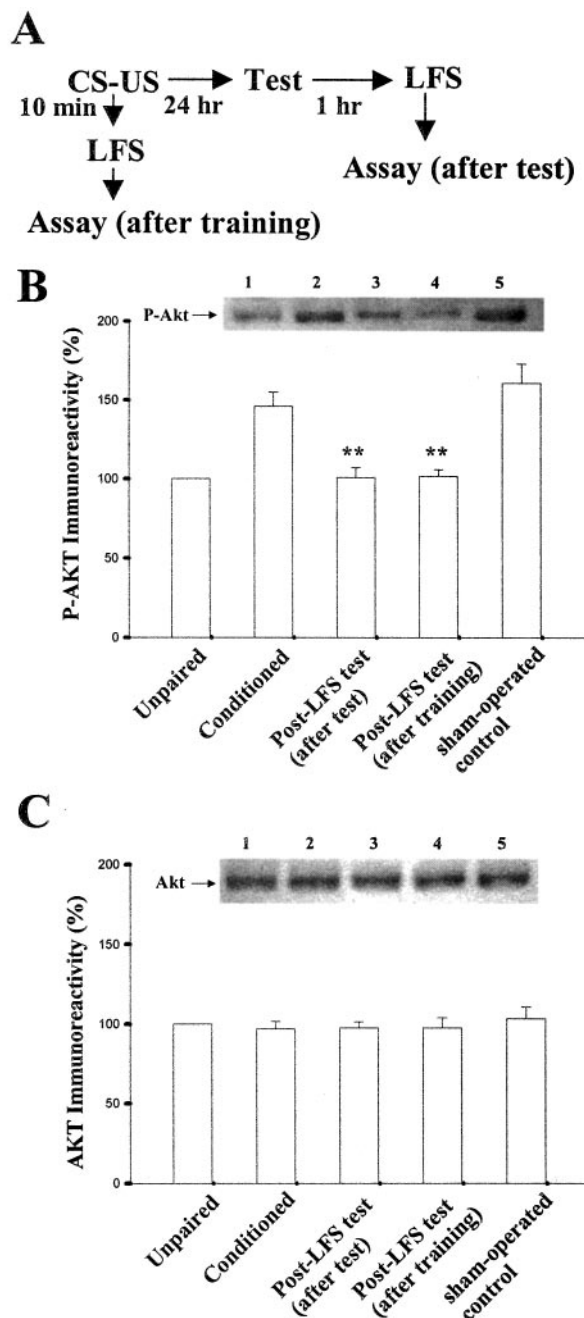 A
CS-US Test LFS
10 min 24 hr 1 hr
LFS
Assay (after test)
Assay (after training)
B
1 2 3 4 5
P-Akt
200
150
100
50
0
** **
P-AKT Immunoreactivity (%)
Unpaired
Conditioned
Post-LFS test
(after test)
Post-LFS test
(after training)
sham-operated
control
C
1 2 3 4 5
Akt
200
150
100
50
0
AKT Immunoreactivity (%)
Unpaired
Conditioned
Post-LFS test
(after test)
Post-LFS test
(after training)
sham-operated
control